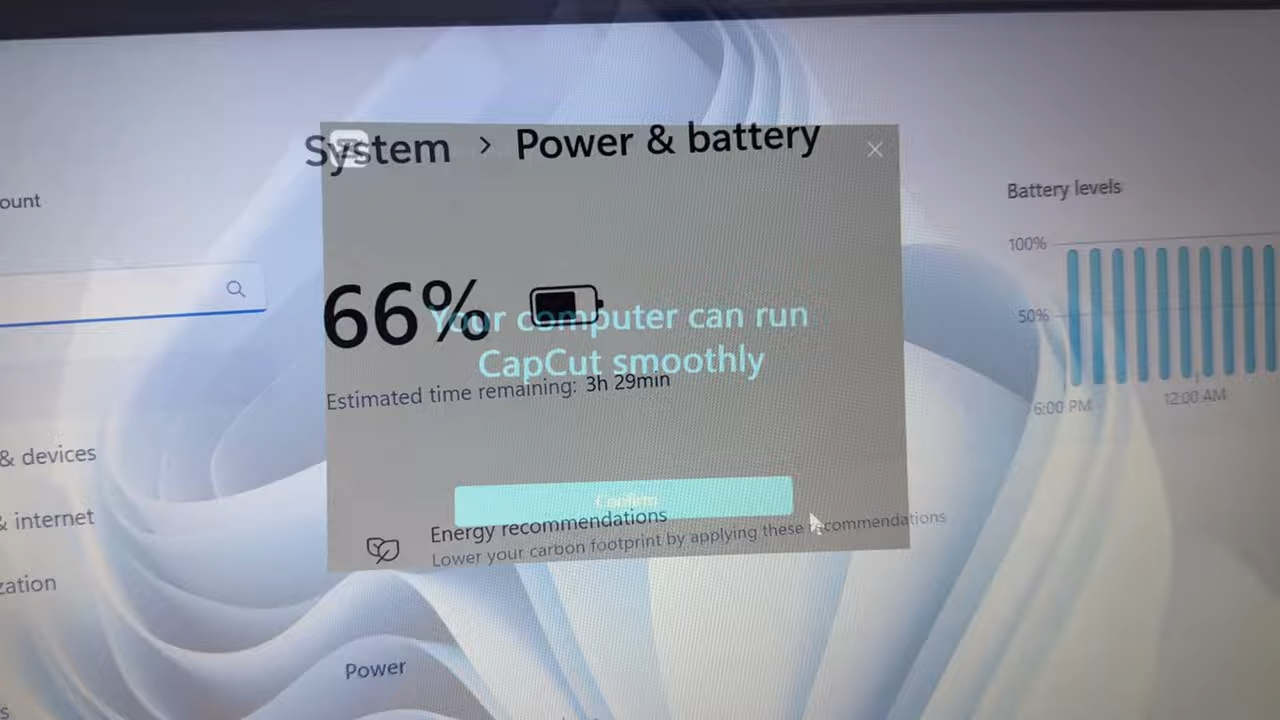 System > Power & battery
ount
66%
Estimated time remaining: 3h 29min
Your computer can run
CapCut smoothly
Confirm
Energy recommendations
Lower your carbon footprint by applying these recommendations
Power
Battery levels
100%
50%
6:00 PM
12:00 AM
& devices
& internet
zation
s